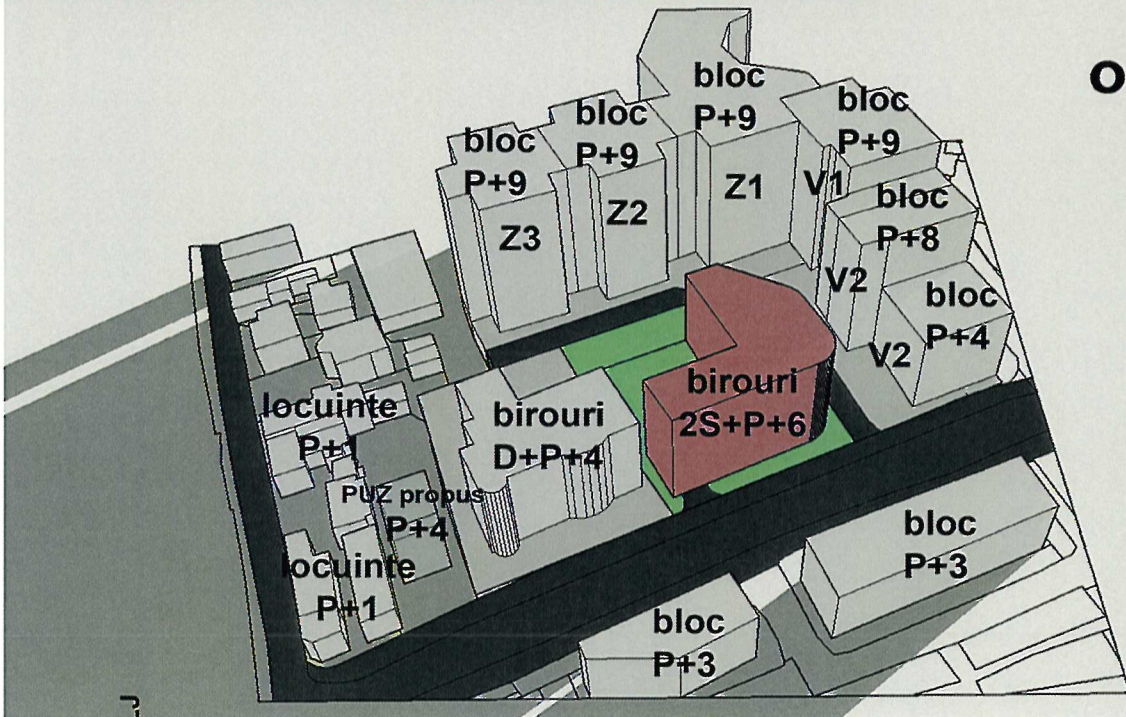 O
bloc
P+9
bloc
P+9
bloc
P+9
bloc
P+9
Z3
Z2
Z1
V1
bloc
P+8
V2
bloc
P+4
V2
birouri
2S+P+6
birouri
D+P+4
locuinte
P+1
PUZ propus
P+4
locuinte
P+1
bloc
P+3
bloc
P+3